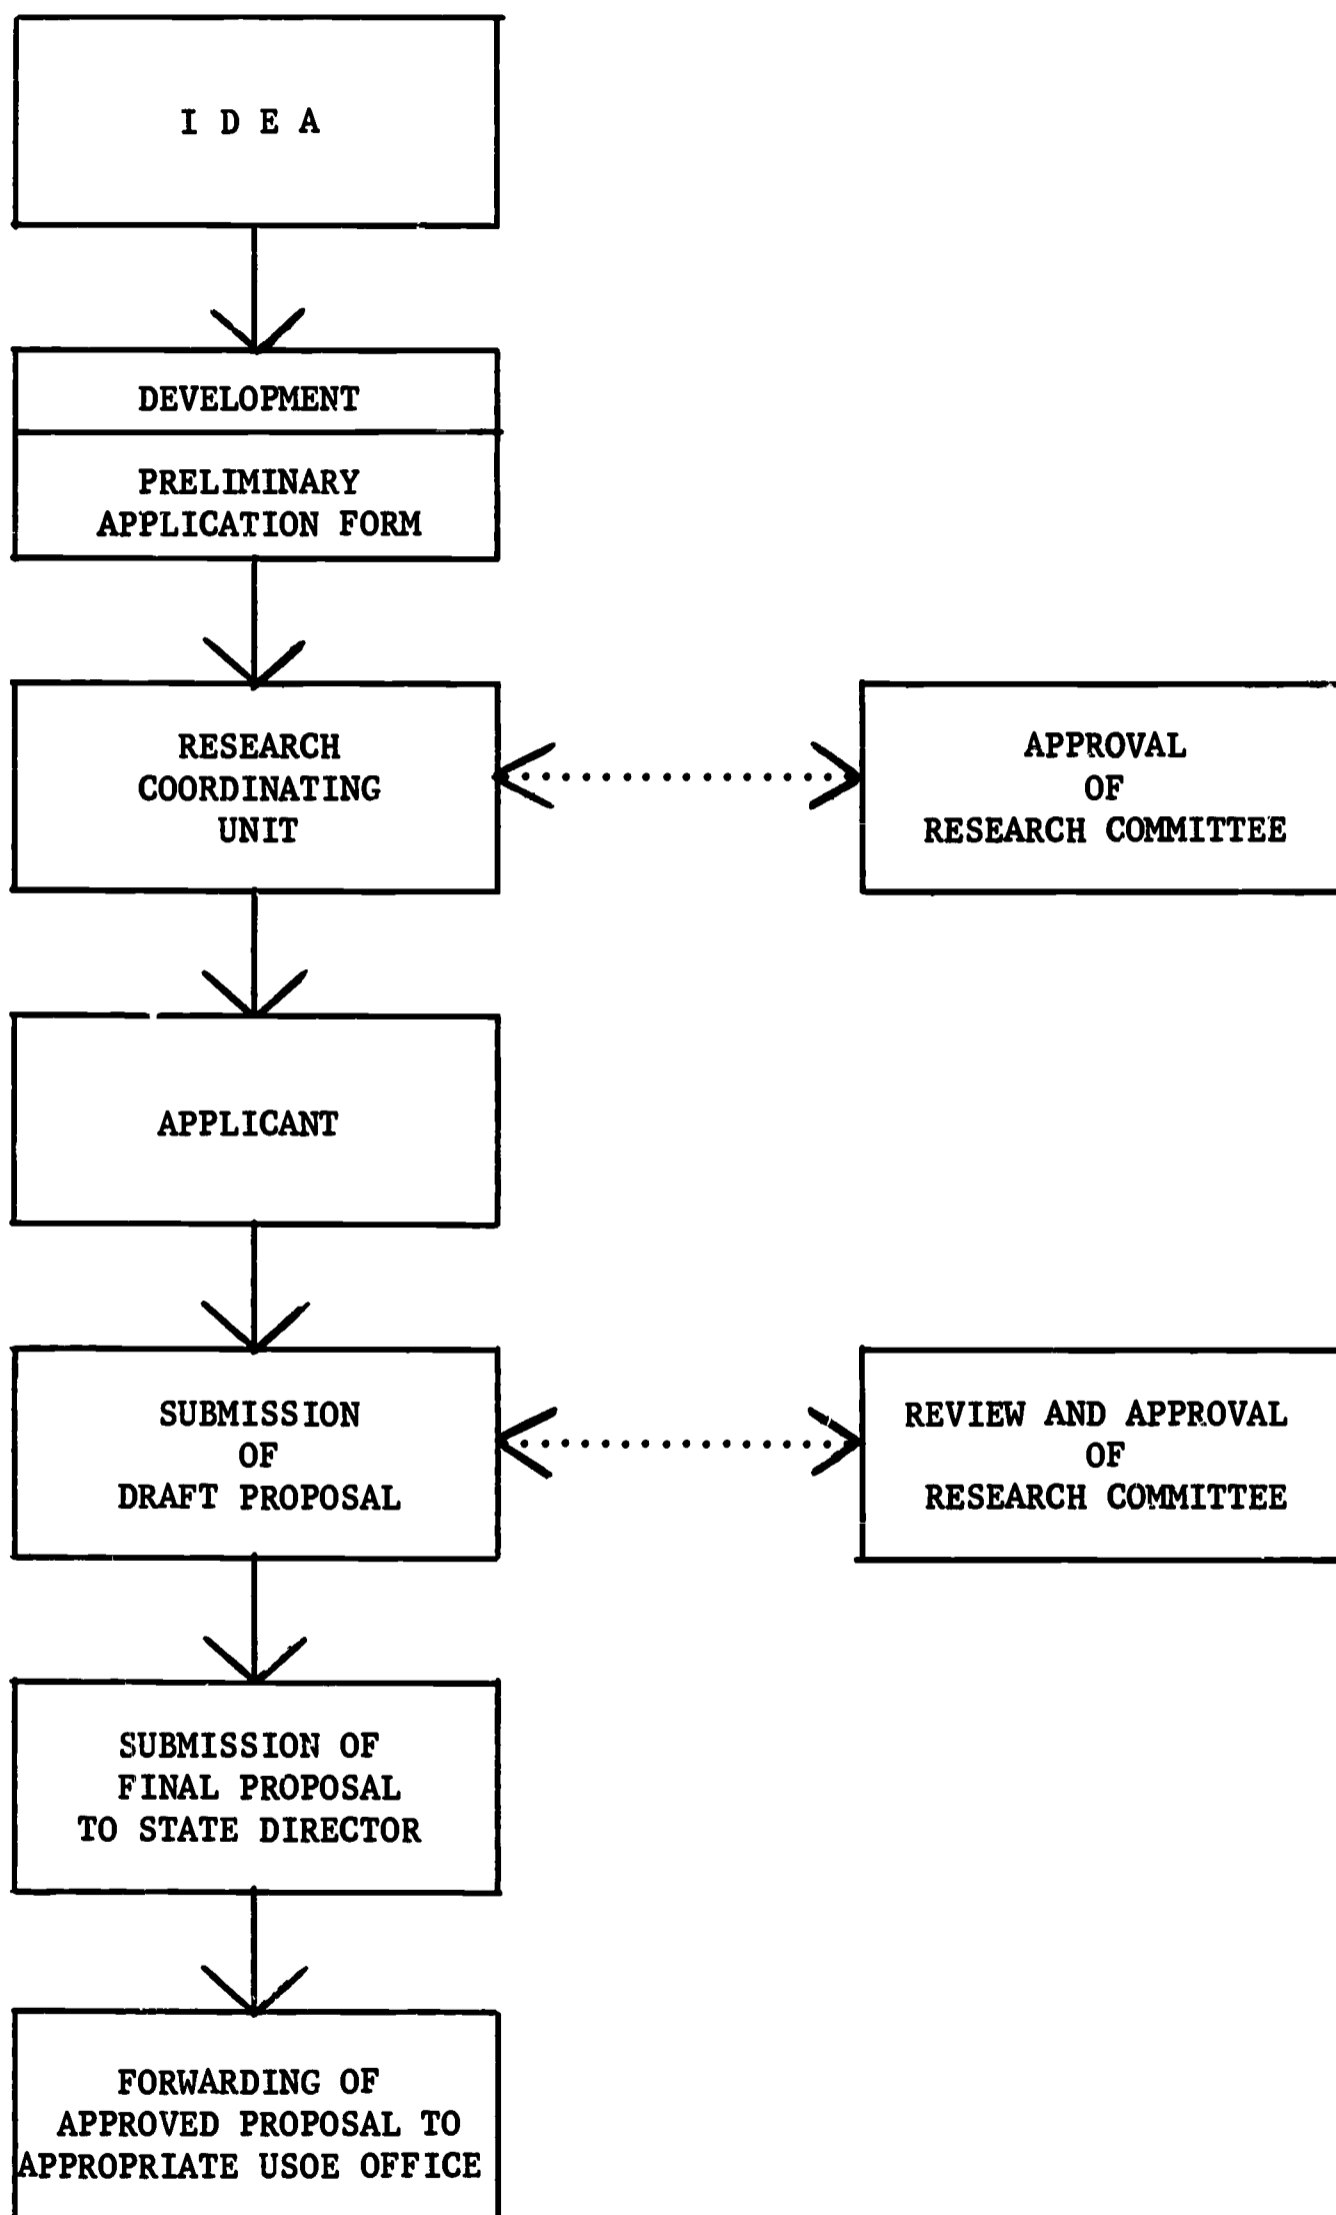 I D E A
DEVELOPMENT
PRELIMINARY
APPLICATION FORM
RESEARCH
COORDINATING
UNIT
APPROVAL
OF
RESEARCH COMMITTEE
APPLICANT
SUBMISSION
OF
DRAFT PROPOSAL
REVIEW AND APPROVAL
OF
RESEARCH COMMITTEE
SUBMISSION OF
FINAL PROPOSAL
TO STATE DIRECTOR
FORWARDING OF
APPROVED PROPOSAL TO
APPROPRIATE USOE OFFICE